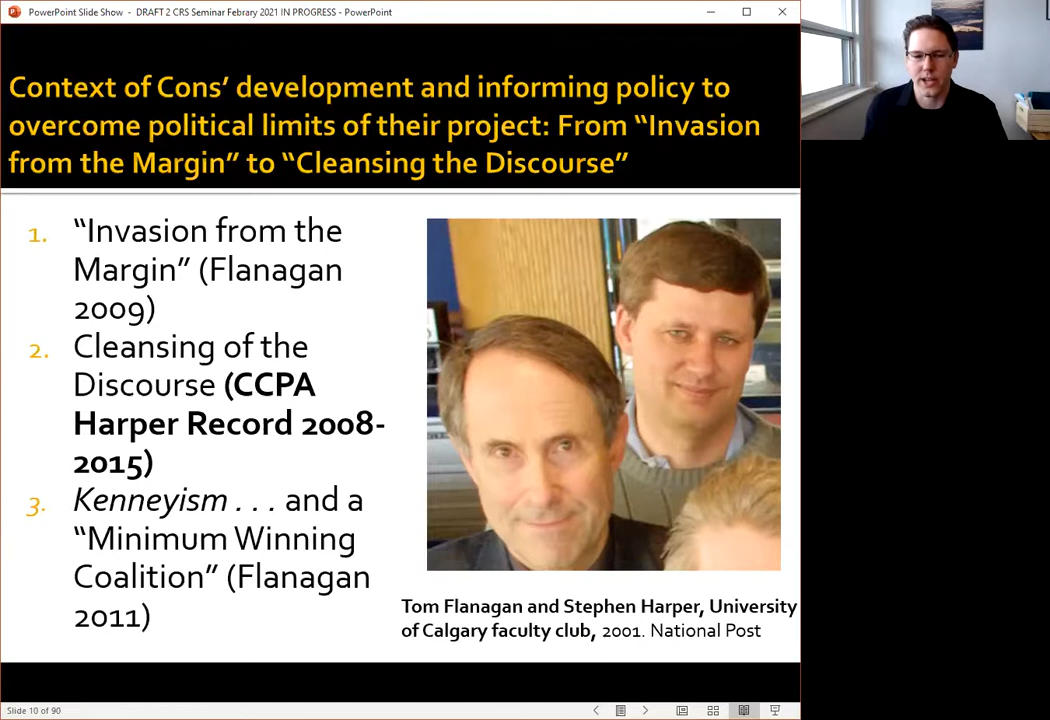 PowerPoint Slide Show - DRAFT 2 CRS Seminar Febrary 2021 IN PROGRESS - PowerPoint
Context of Cons’ development and informing policy to
overcome political limits of their project: From “Invasion
from the Margin” to “Cleansing the Discourse”
1. “Invasion from the
Margin” (Flanagan
2009)
2. Cleansing of the
Discourse (CCPA
Harper Record 2008-
2015)
3. Kenneyism . . . and a
“Minimum Winning
Coalition” (Flanagan
2011)
Tom Flanagan and Stephen Harper, University
of Calgary faculty club, 2001. National Post
Slide 10 of 90